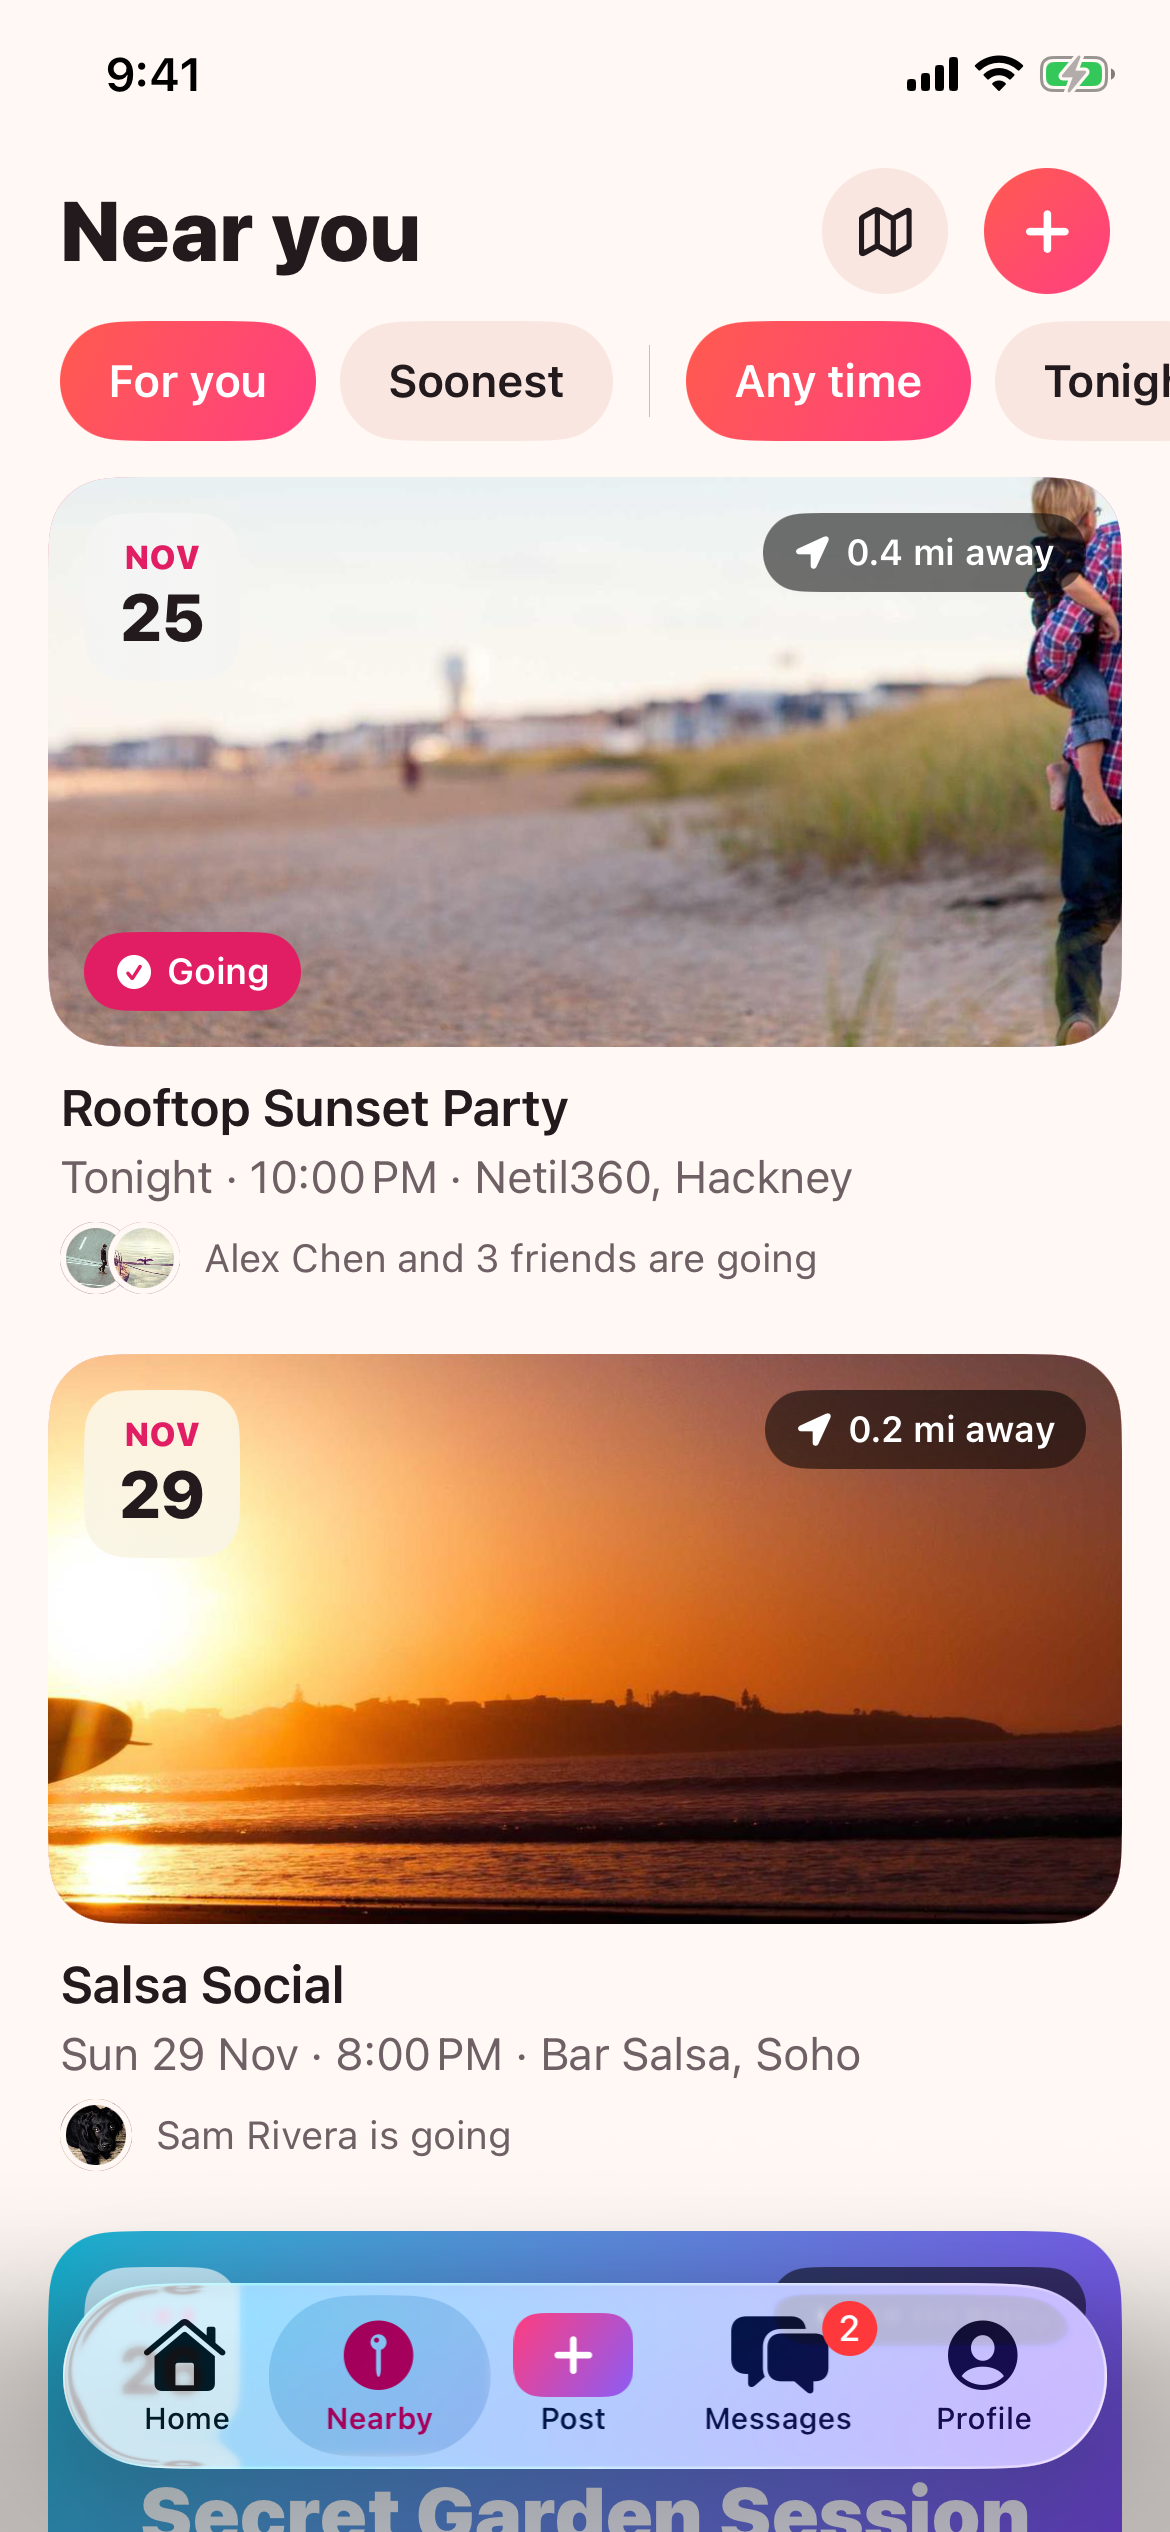 9:41
Near you
For you
Soonest
Any time
Tonigh
NOV
25
0.4 mi away
Going
Rooftop Sunset Party
Tonight · 10:00 PM · Netil360, Hackney
Alex Chen and 3 friends are going
NOV
29
0.2 mi away
Salsa Social
Sun 29 Nov · 8:00 PM · Bar Salsa, Soho
Sam Rivera is going
2
Home
Nearby
Post
Messages
Profile
Secret Garden Session